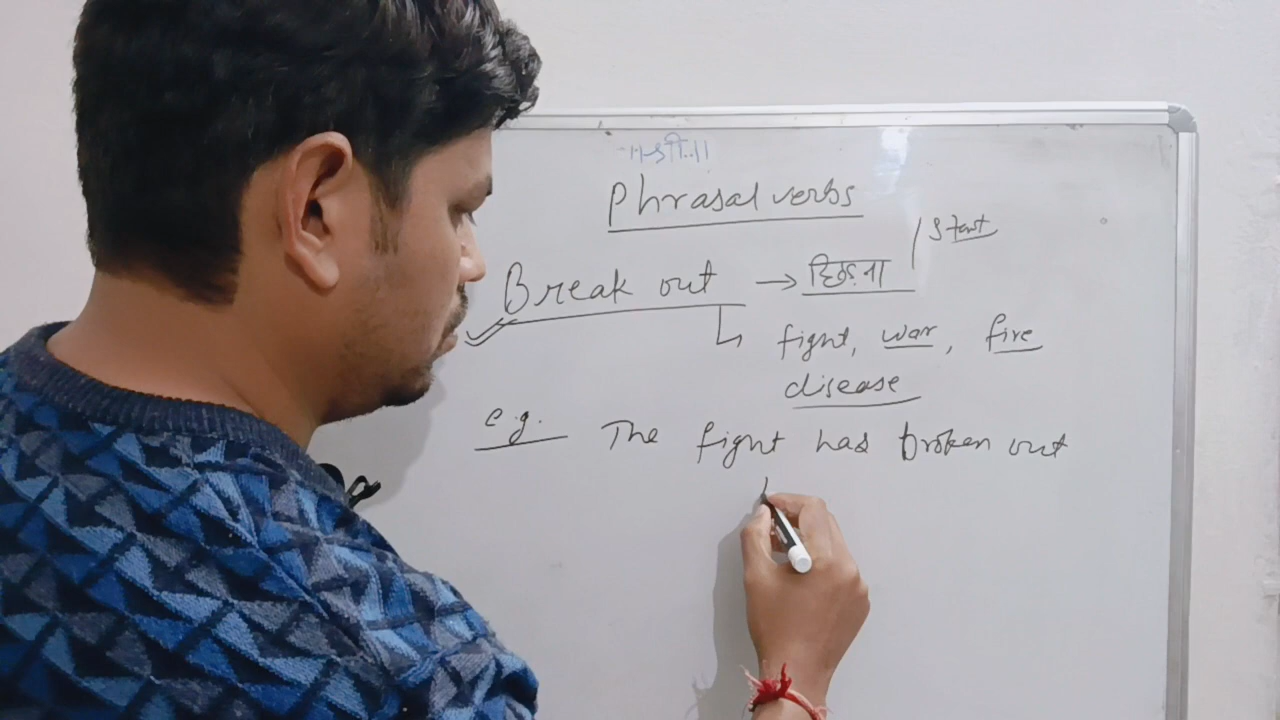 Phrasal verbs
Break out → छिड़ना / start
fight, war, fire
disease
e.g. The fight has broken out